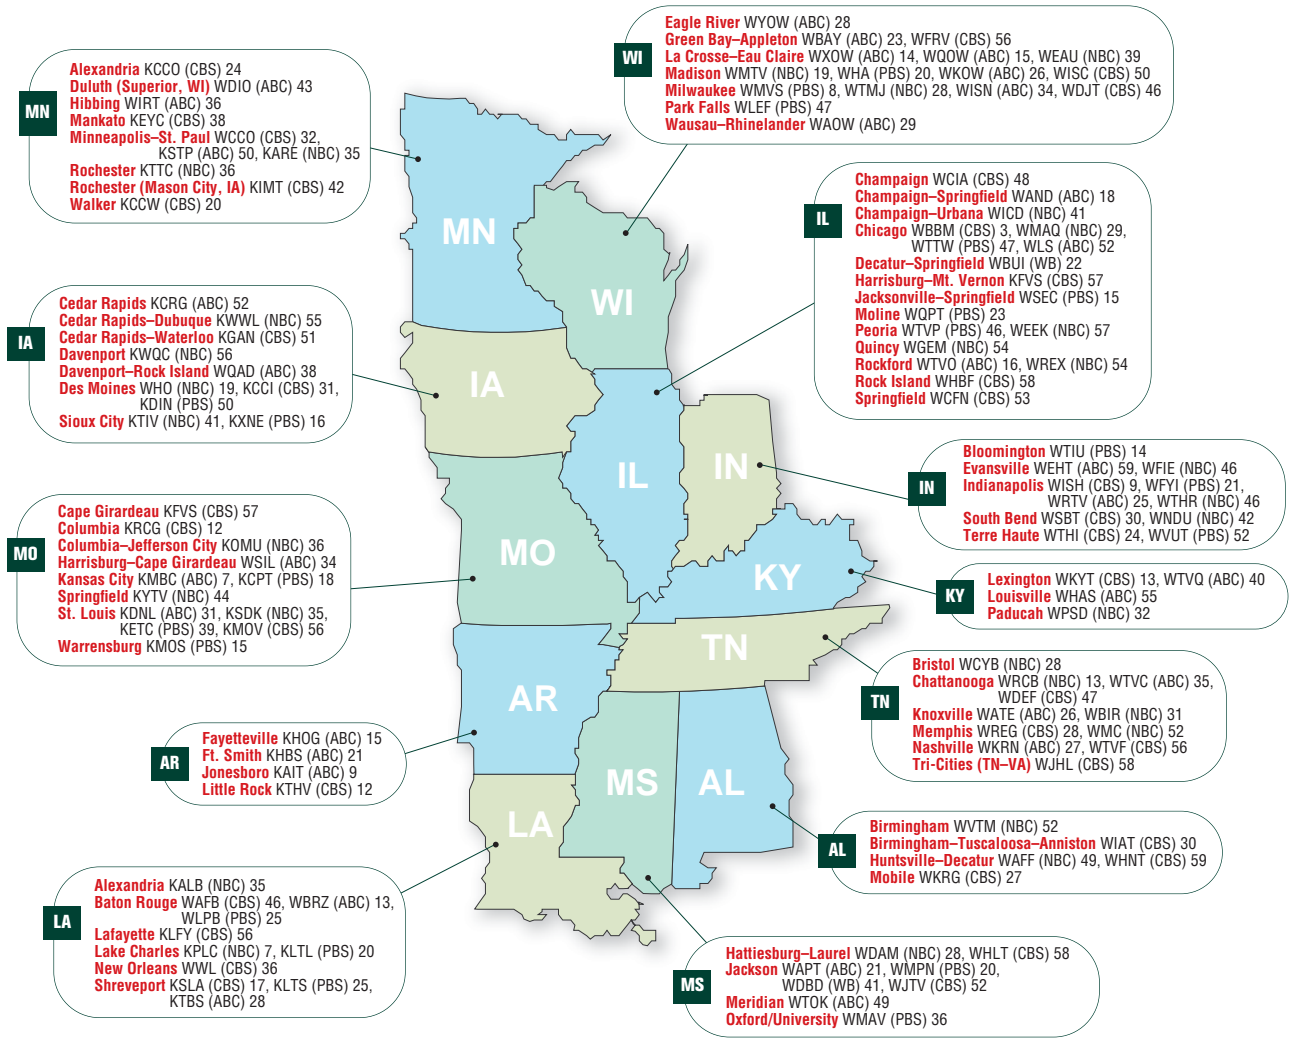 WI
Eagle River WYOW (ABC) 28
Green Bay–Appleton WBAY (ABC) 23, WFRV (CBS) 56
La Crosse–Eau Claire WXOW (ABC) 14, WQOW (ABC) 15, WEAU (NBC) 39
Madison WMTV (NBC) 19, WHA (PBS) 20, WKOW (ABC) 26, WISC (CBS) 50
Milwaukee WMVS (PBS) 8, WTMJ (NBC) 28, WISN (ABC) 34, WDJT (CBS) 46
Park Falls WLEF (PBS) 47
Wausau–Rhinelander WAOW (ABC) 29
MN
Alexandria KCCO (CBS) 24
Duluth (Superior, WI) WDIO (ABC) 43
Hibbing WIRT (ABC) 36
Mankato KEYC (CBS) 38
Minneapolis–St. Paul WCCO (CBS) 32,
KSTP (ABC) 50, KARE (NBC) 35
Rochester KTTC (NBC) 36
Rochester (Mason City, IA) KIMT (CBS) 42
Walker KCCW (CBS) 20
IL
Champaign WCIA (CBS) 48
Champaign–Springfield WAND (ABC) 18
Champaign–Urbana WICD (NBC) 41
Chicago WBBM (CBS) 3, WMAQ (NBC) 29,
WTTW (PBS) 47, WLS (ABC) 52
Decatur–Springfield WBUI (WB) 22
Harrisburg–Mt. Vernon KFVS (CBS) 57
Jacksonville–Springfield WSEC (PBS) 15
Moline WQPT (PBS) 23
Peoria WTVP (PBS) 46, WEEK (NBC) 57
Quincy WGEM (NBC) 54
Rockford WTVO (ABC) 16, WREX (NBC) 54
Rock Island WHBF (CBS) 58
Springfield WCFN (CBS) 53
IA
Cedar Rapids KCRG (ABC) 52
Cedar Rapids–Dubuque KWWL (NBC) 55
Cedar Rapids–Waterloo KGAN (CBS) 51
Davenport KWQC (NBC) 56
Davenport–Rock Island WQAD (ABC) 38
Des Moines WHO (NBC) 19, KCCI (CBS) 31,
KDIN (PBS) 50
Sioux City KTIV (NBC) 41, KXNE (PBS) 16
IN
Bloomington WTIU (PBS) 14
Evansville WEHT (ABC) 59, WFIE (NBC) 46
Indianapolis WISH (CBS) 9, WFYI (PBS) 21,
WRTV (ABC) 25, WTHR (NBC) 46
South Bend WSBT (CBS) 30, WNDU (NBC) 42
Terre Haute WTHI (CBS) 24, WVUT (PBS) 52
MO
Cape Girardeau KFVS (CBS) 57
Columbia KRCG (CBS) 12
Columbia–Jefferson City KOMU (NBC) 36
Harrisburg–Cape Girardeau WSIL (ABC) 34
Kansas City KMBC (ABC) 7, KCPT (PBS) 18
Springfield KYTV (NBC) 44
St. Louis KDNL (ABC) 31, KSDK (NBC) 35,
KETC (PBS) 39, KMOV (CBS) 56
Warrensburg KMOS (PBS) 15
KY
Lexington WKYT (CBS) 13, WTVQ (ABC) 40
Louisville WHAS (ABC) 55
Paducah WPSD (NBC) 32
TN
Bristol WCYB (NBC) 28
Chattanooga WRCB (NBC) 13, WTVC (ABC) 35,
WDEF (CBS) 47
Knoxville WATE (ABC) 26, WBIR (NBC) 31
Memphis WREG (CBS) 28, WMC (NBC) 52
Nashville WKRN (ABC) 27, WTVF (CBS) 56
Tri-Cities (TN–VA) WJHL (CBS) 58
AR
Fayetteville KHOG (ABC) 15
Ft. Smith KHBS (ABC) 21
Jonesboro KAIT (ABC) 9
Little Rock KTHV (CBS) 12
AL
Birmingham WVTM (NBC) 52
Birmingham–Tuscaloosa–Anniston WIAT (CBS) 30
Huntsville–Decatur WAFF (NBC) 49, WHNT (CBS) 59
Mobile WKRG (CBS) 27
LA
Alexandria KALB (NBC) 35
Baton Rouge WAFB (CBS) 46, WBRZ (ABC) 13,
WLPB (PBS) 25
Lafayette KLFY (CBS) 56
Lake Charles KPLC (NBC) 7, KLTL (PBS) 20
New Orleans WWL (CBS) 36
Shreveport KSLA (CBS) 17, KLTS (PBS) 25,
KTBS (ABC) 28
MS
Hattiesburg–Laurel WDAM (NBC) 28, WHLT (CBS) 58
Jackson WAPT (ABC) 21, WMPN (PBS) 20,
WDBD (WB) 41, WJTV (CBS) 52
Meridian WTOK (ABC) 49
Oxford/University WMAV (PBS) 36
MN
WI
IA
IL
IN
MO
KY
TN
AR
MS
AL
LA